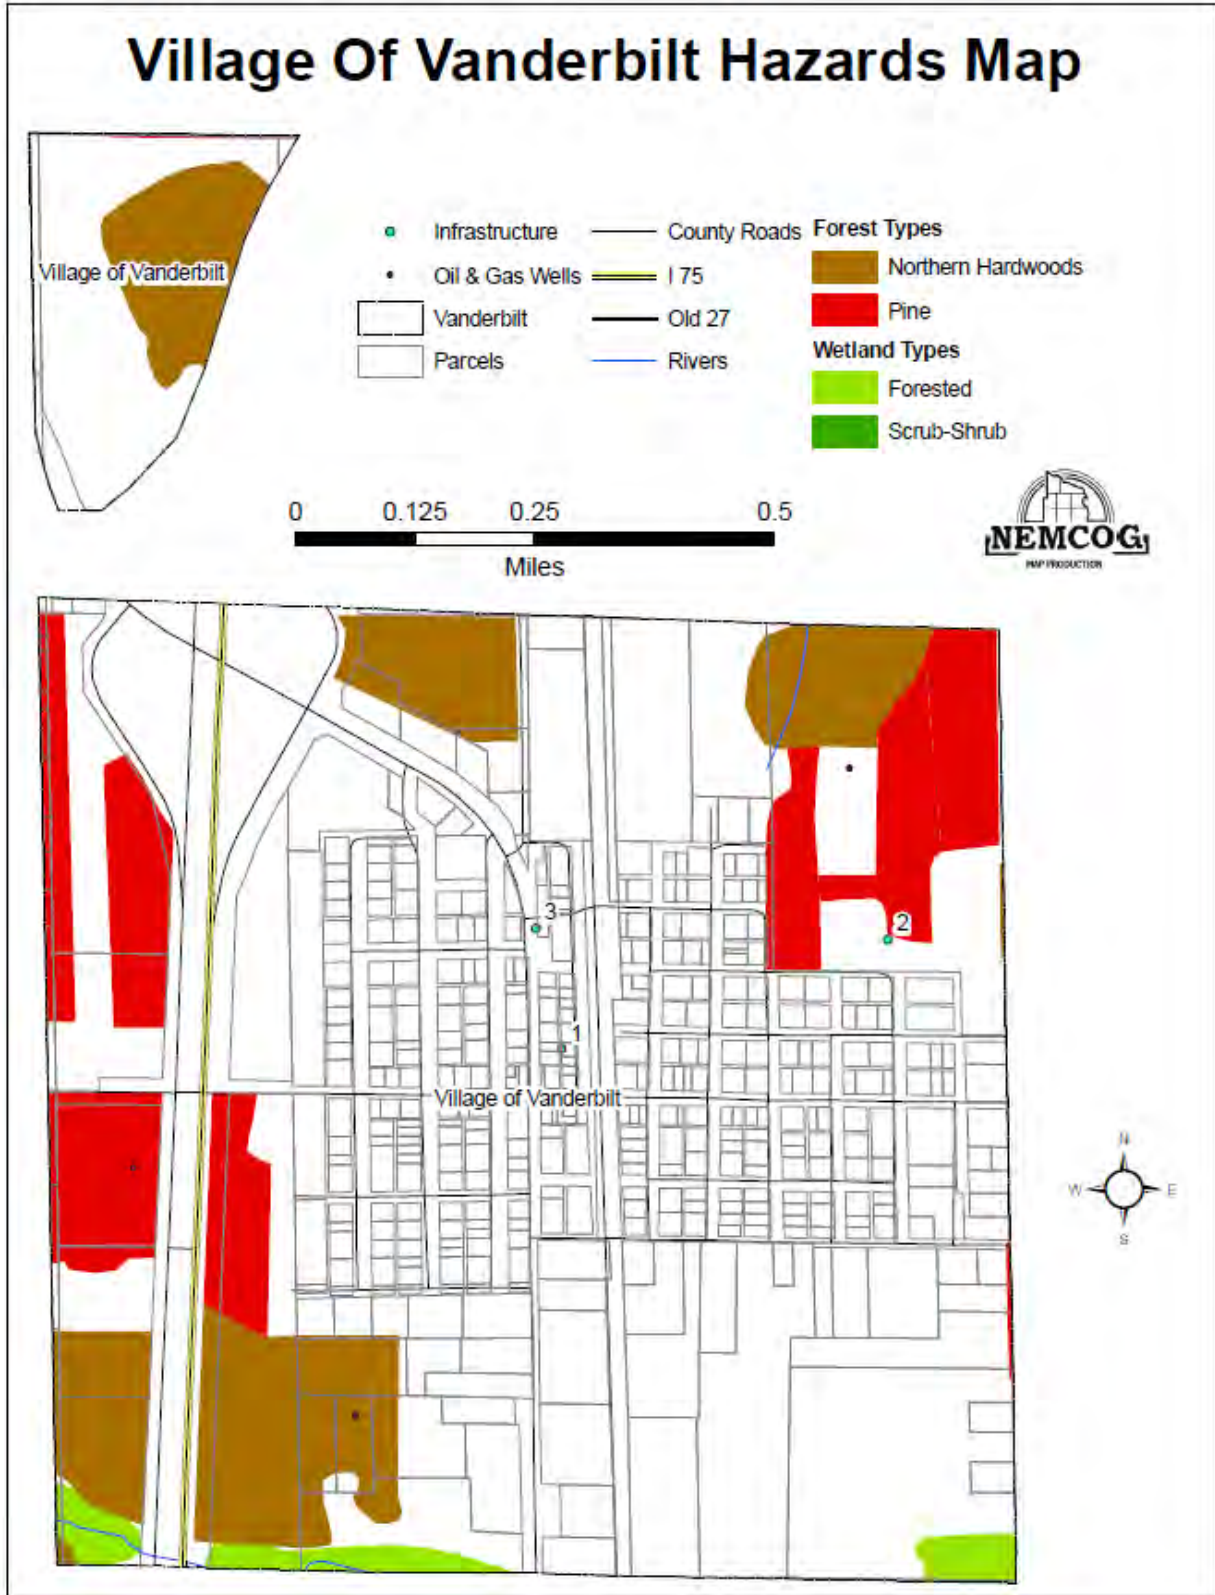 Village Of Vanderbilt Hazards Map
Village of Vanderbilt
Infrastructure
Oil & Gas Wells
Vanderbilt
Parcels
County Roads
I 75
Old 27
Rivers
Forest Types
Northern Hardwoods
Pine
Wetland Types
Forested
Scrub-Shrub
0 0.125 0.25 0.5
Miles
NEMCOG
MAP PRODUCTION
3
2
1
Village of Vanderbilt
N
W E
S